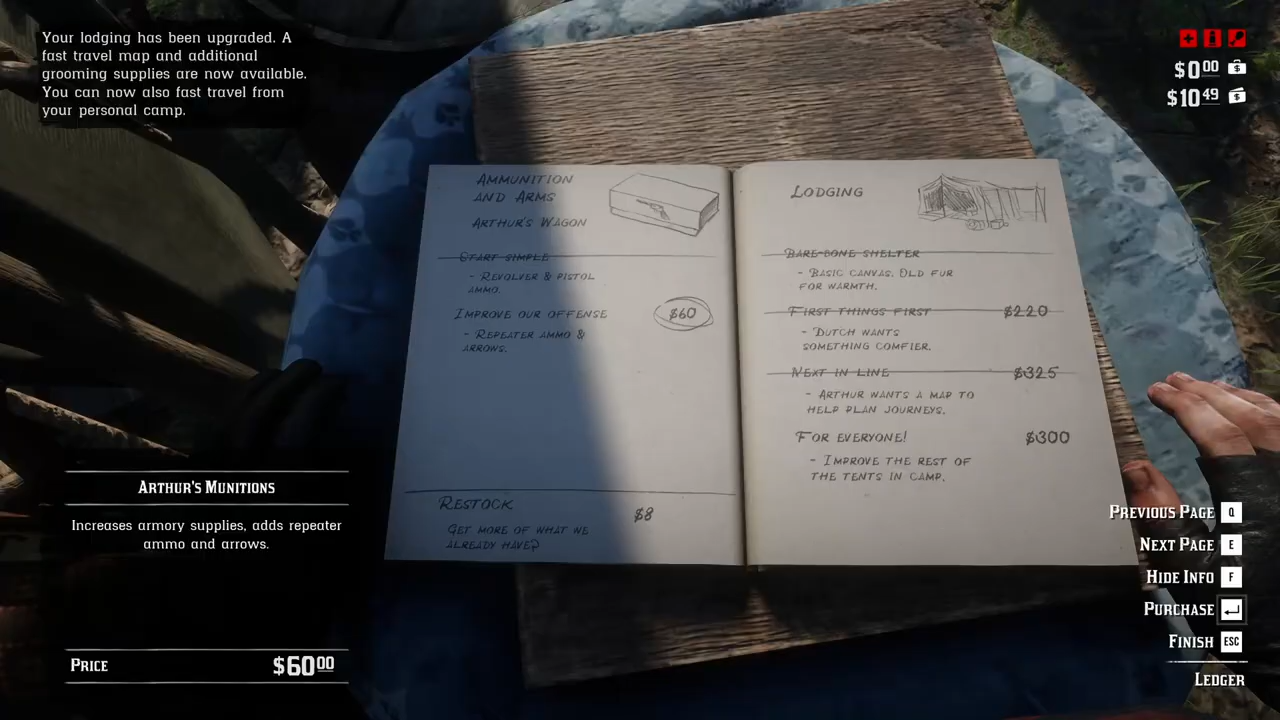 Your lodging has been upgraded. A
fast travel map and additional
grooming supplies are now available.
You can now also fast travel from
your personal camp.
$0.00
$10.49
AMMUNITION
AND ARMS
ARTHUR'S WAGON
START SIMPLE
- REVOLVER & PISTOL
AMMO.
IMPROVE OUR OFFENSE $60
- REPEATER AMMO &
ARROWS.
RESTOCK $8
GET MORE OF WHAT WE
ALREADY HAVE?
LODGING
BARE-BONE SHELTER
- BASIC CANVAS. OLD FUR
FOR WARMTH.
FIRST THINGS FIRST $220
- DUTCH WANTS
SOMETHING COMFIER.
NEXT IN LINE $325
- ARTHUR WANTS A MAP TO
HELP PLAN JOURNEYS.
FOR EVERYONE! $300
- IMPROVE THE REST OF
THE TENTS IN CAMP.
ARTHUR'S MUNITIONS
Increases armory supplies, adds repeater
ammo and arrows.
PRICE $60.00
PREVIOUS PAGE Q
NEXT PAGE E
HIDE INFO F
PURCHASE
FINISH ESC
LEDGER